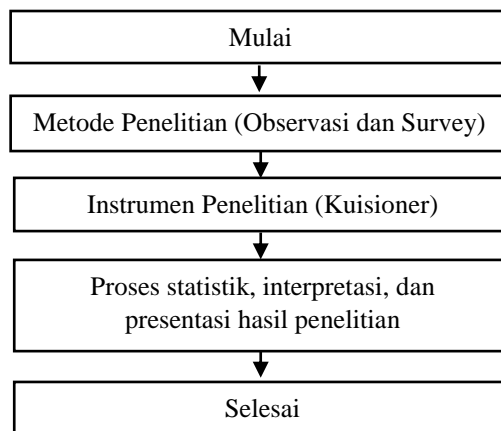 Mulai
Metode Penelitian (Observasi dan Survey)
Instrumen Penelitian (Kuisioner)
Proses statistik, interpretasi, dan
presentasi hasil penelitian
Selesai